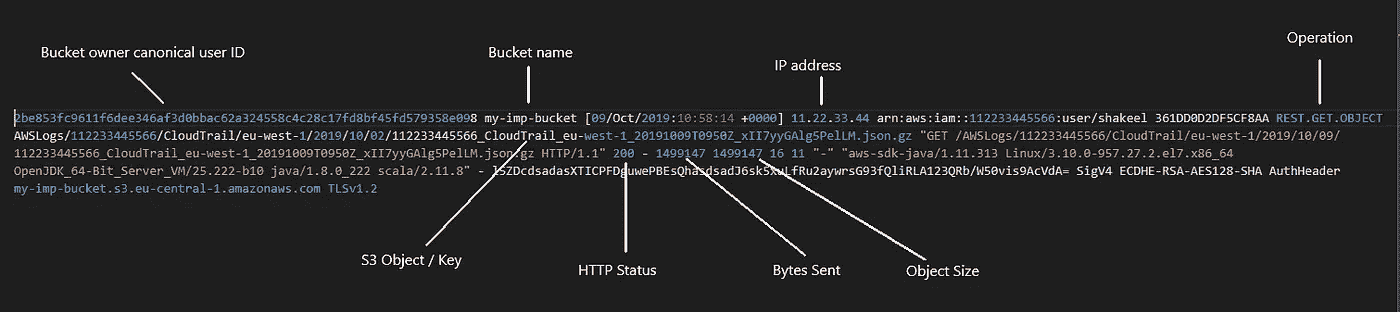 Bucket owner canonical user ID
Bucket name
IP address
Operation
2be853fc9611f6dee346af3d0bbac62a324558c4c28c17fd8bf45fd579358e098 my-imp-bucket [09/Oct/2019:10:58:14 +0000] 11.22.33.44 arn:aws:iam::112233445566:user/shakeel 361DD0D2DF5CF8AA REST.GET.OBJECT
AWSLogs/112233445566/CloudTrail/eu-west-1/2019/10/02/112233445566_CloudTrail_eu-west-1_20191009T0950Z_xII7yyGAlg5PelLM.json.gz "GET /AWSLogs/112233445566/CloudTrail/eu-west-1/2019/10/09/
112233445566_CloudTrail_eu-west-1_20191009T0950Z_xII7yyGAlg5PelLM.json.gz HTTP/1.1" 200 - 1499147 1499147 16 11 "-" "aws-sdk-java/1.11.313 Linux/3.10.0-957.27.2.el7.x86_64
OpenJDK_64-Bit_Server_VM/25.222-b10 java/1.8.0_222 scala/2.11.8" - SigV4 ECDHE-RSA-AES128-SHA AuthHeader
my-imp-bucket.s3.eu-central-1.amazonaws.com TLSv1.2
S3 Object / Key
HTTP Status
Bytes Sent
Object Size